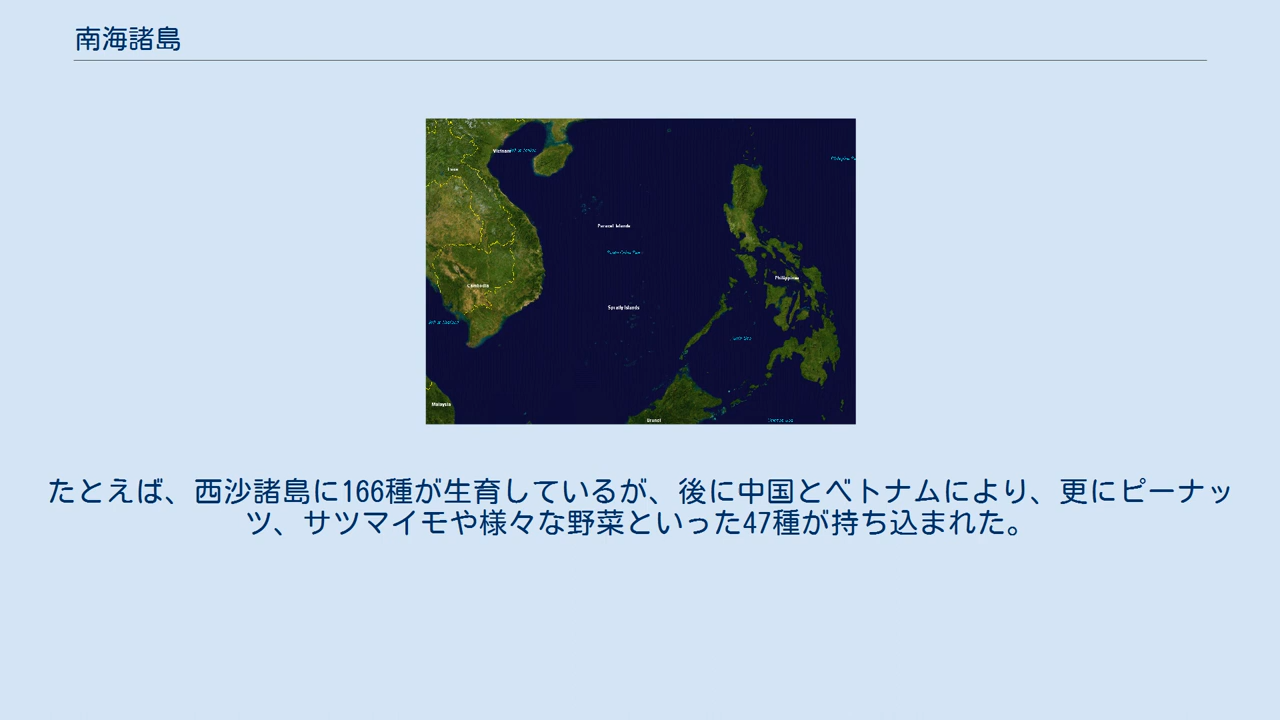 南海諸島
Vietnam
Laos
Paracel Islands
South China Sea
Philippines
Cambodia
Spratly Islands
Malaysia
Brunei
たとえば、西沙諸島に166種が生育しているが、後に中国とベトナムにより、更にピーナッ
ツ、サツマイモや様々な野菜といった47種が持ち込まれた。